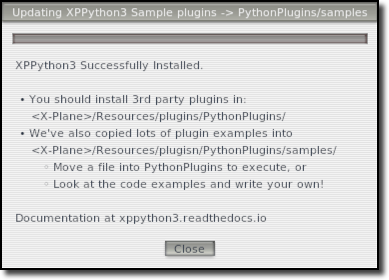 Updating XPPython3 Sample plugins -> PythonPlugins/samples
XPPython3 Successfully Installed.
• You should install 3rd party plugins in:
<X-Plane>/Resources/plugins/PythonPlugins/
• We've also copied lots of plugin examples into
<X-Plane>/Resources/plugisn/PythonPlugins/samples/
◦ Move a file into PythonPlugins to execute, or
◦ Look at the code examples and write your own!
Documentation at xppython3.readthedocs.io
Close